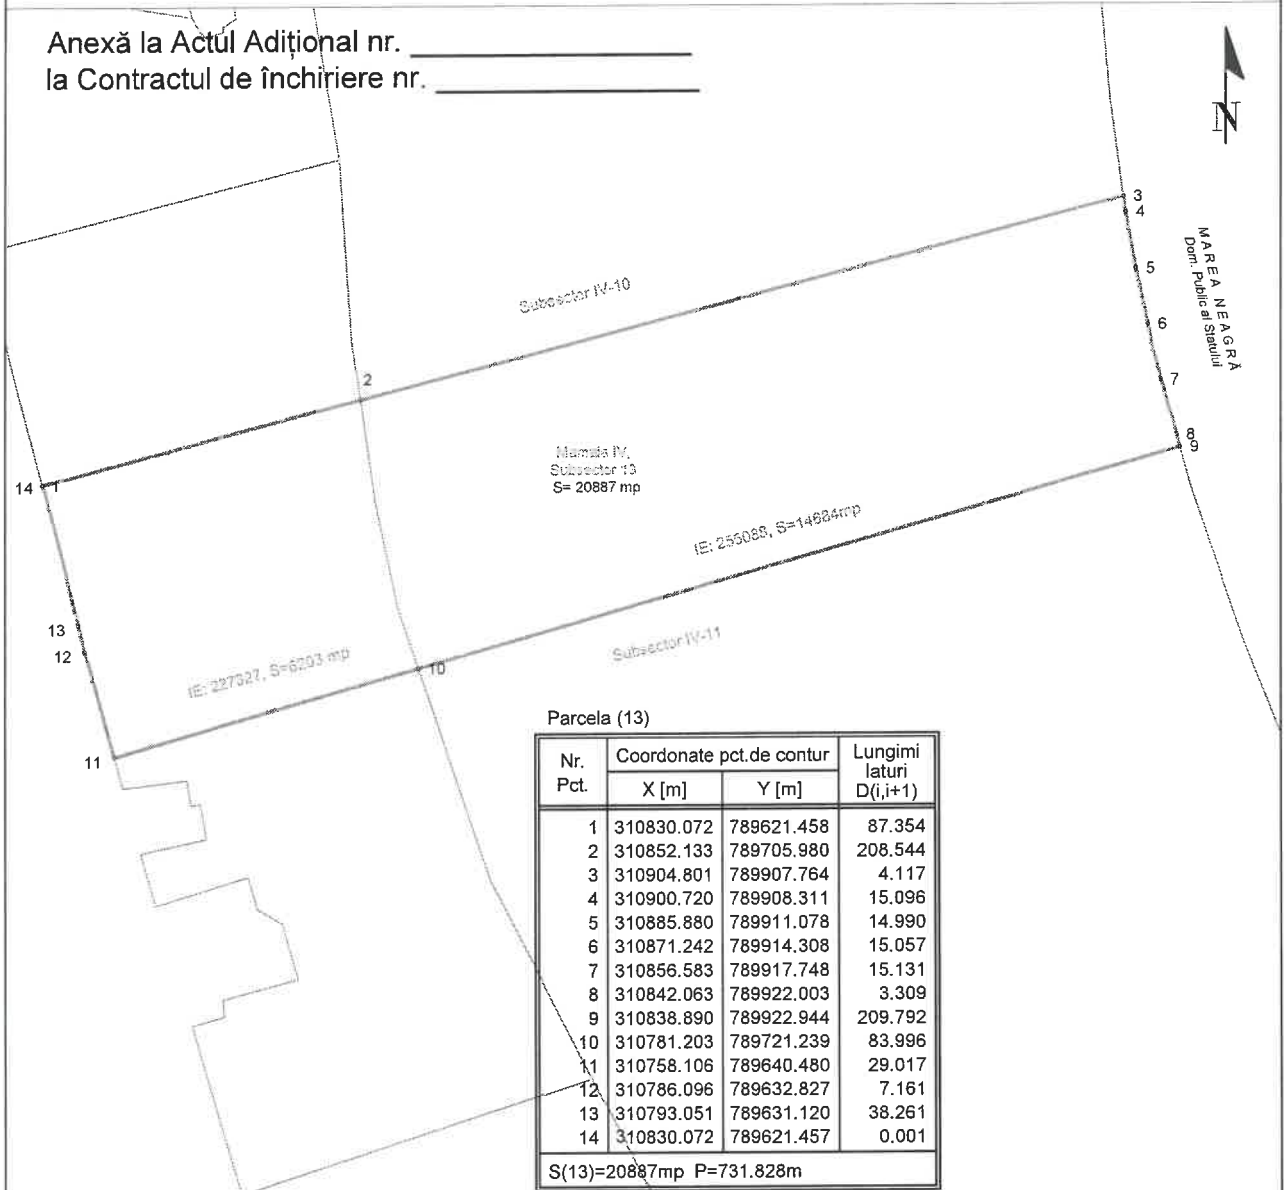 Anexă la Actul Adițional nr.
la Contractul de închiriere nr.
N
3
4
5
6
7
8
9
MAREA NEAGRĂ
Dom. Public al Statului
Subsector IV-10
2
14
1
Mamaia IV,
Subsector 13
S= 20887 mp
IE: 255088, S=14684mp
13
12
Subsector IV-11
IE: 227327, S=6203 mp
10
11
Parcela (13)
Nr. Pct. Coordonate pct.de contur Lungimi laturi D(i,i+1)
X [m] Y [m]
1 310830.072 789621.458 87.354
2 310852.133 789705.980 208.544
3 310904.801 789907.764 4.117
4 310900.720 789908.311 15.096
5 310885.880 789911.078 14.990
6 310871.242 789914.308 15.057
7 310856.583 789917.748 15.131
8 310842.063 789922.003 3.309
9 310838.890 789922.944 209.792
10 310781.203 789721.239 83.996
11 310758.106 789640.480 29.017
12 310786.096 789632.827 7.161
13 310793.051 789631.120 38.261
14 310830.072 789621.457 0.001
S(13)=20887mp P=731.828m